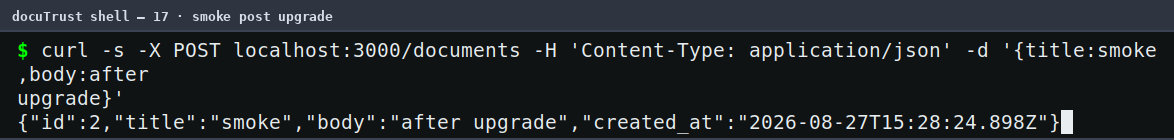 docuTrust shell — 17 · smoke post upgrade
$ curl -s -X POST localhost:3000/documents -H 'Content-Type: application/json' -d '{title:smoke
,body:after
upgrade}'
{"id":2,"title":"smoke","body":"after upgrade","created_at":"2026-08-27T15:28:24.898Z"}